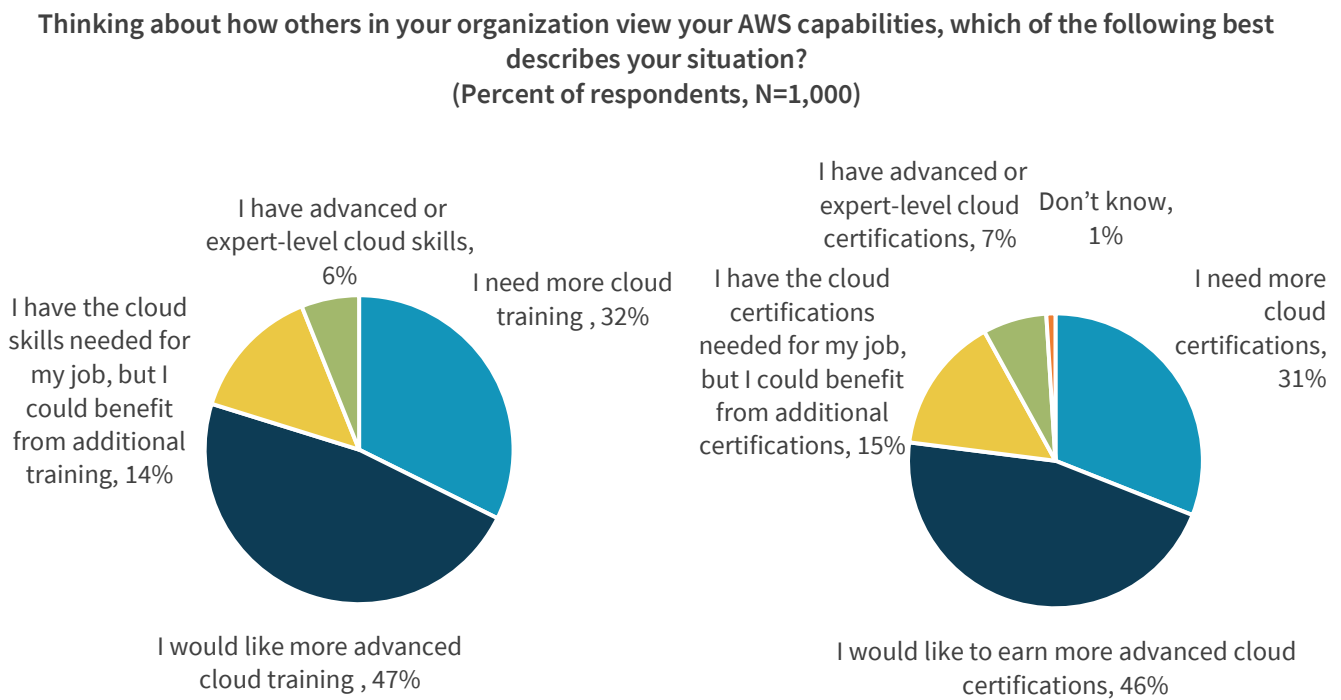 Thinking about how others in your organization view your AWS capabilities, which of the following best
describes your situation?
(Percent of respondents, N=1,000)
I have advanced or
expert-level cloud skills,
6%
I need more cloud
training , 32%
I have the cloud
skills needed for
my job, but I
could benefit
from additional
training, 14%
I would like more advanced
cloud training , 47%
I have advanced or
expert-level cloud
certifications, 7%
Don’t know,
1%
I have the cloud
certifications
needed for my job,
but I could benefit
from additional
certifications, 15%
I need more
cloud
certifications,
31%
I would like to earn more advanced cloud
certifications, 46%